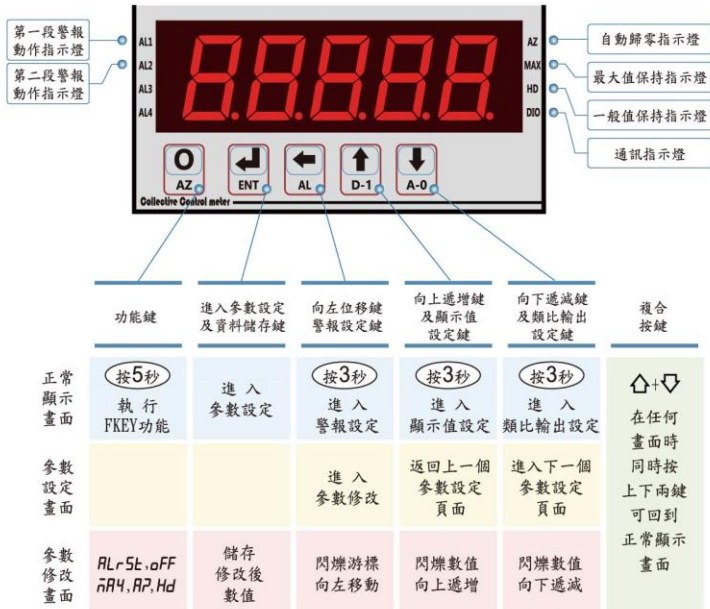 第一段警報
動作指示燈
第二段警報
動作指示燈
AL1
AL2
AL3
AL4
88888
AZ
MAX
HD
DIO
自動歸零指示燈
最大值保持指示燈
一般值保持指示燈
通訊指示燈
O
AZ
ENT
AL
D-1
A-0
Collective Control meter
功能鍵
進入參數設定
及資料儲存鍵
向左位移鍵
警報設定鍵
向上遞增鍵
及顯示值
設定鍵
向下遞減鍵
及類比輸出
設定鍵
複合
按鍵
正常
顯示
畫面
按5秒
執行
FKEY功能
進入
參數設定
按3秒
進入
警報設定
按3秒
進入
顯示值設定
按3秒
進入
類比輸出設定
⇧+⇩
在任何
畫面時
同時按
上下兩鍵
可回到
正常顯示
畫面
參數
設定
畫面
進入
參數修改
返回上一個
參數設定
頁面
進入下一個
參數設定
頁面
參數
修改
畫面
ALrSt,oFF
mAY,AP,Hd
儲存
修改後
數值
閃爍游標
向左移動
閃爍數值
向上遞增
閃爍數值
向下遞減